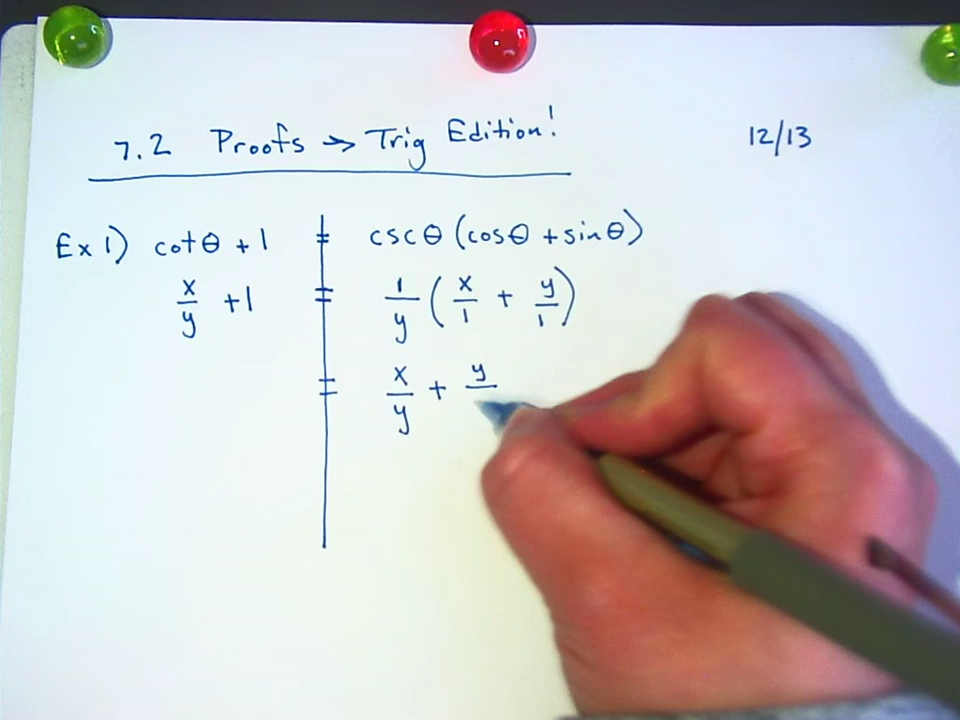 7.2 Proofs → Trig Edition! 12/13
Ex 1) cotθ + 1 = cscθ (cosθ + sinθ)
x/y + 1 = 1/y (x/1 + y/1)
= x/y + y/